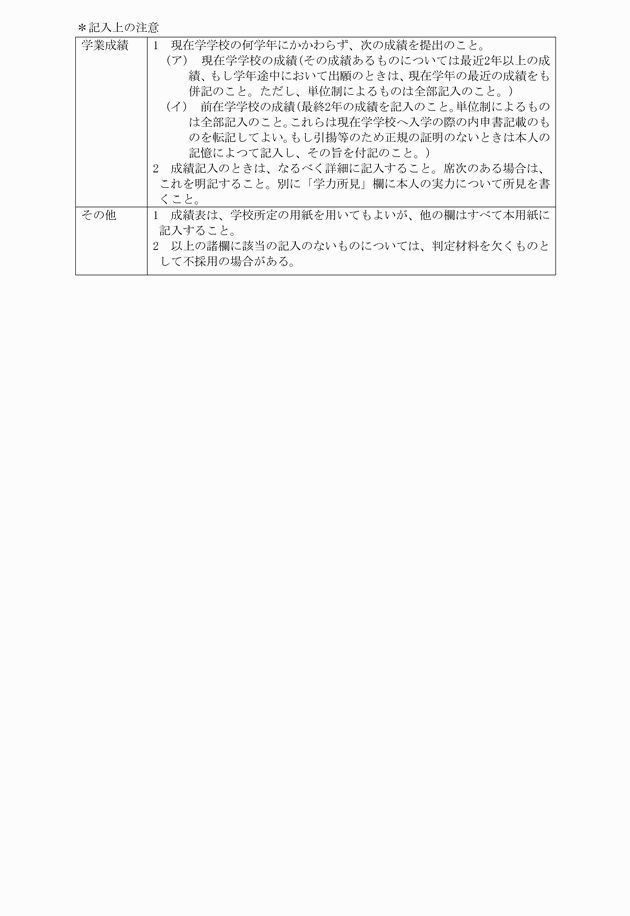 ＊記入上の注意
学業成績
1　現在学学校の何学年にかかわらず、次の成績を提出のこと。
（ア）　現在学学校の成績（その成績あるものについては最近2年以上の成
績、もし学年途中において出願のときは、現在学年の最近の成績をも
併記のこと。ただし、単位制によるものは全部記入のこと。）
（イ）　前在学学校の成績（最終2年の成績を記入のこと。単位制によるもの
は全部記入のこと。これらは現在学学校へ入学の際の内申書記載のも
のを転記してよい。もし引揚等のため正規の証明のないときは本人の
記憶によつて記入し、その旨を付記のこと。）
2　成績記入のときは、なるべく詳細に記入すること。席次のある場合は、
これを明記すること。別に「学力所見」欄に本人の実力について所見を書
くこと。
その他
1　成績表は、学校所定の用紙を用いてもよいが、他の欄はすべて本用紙に
記入すること。
2　以上の諸欄に該当の記入のないものについては、判定材料を欠くものと
して不採用の場合がある。